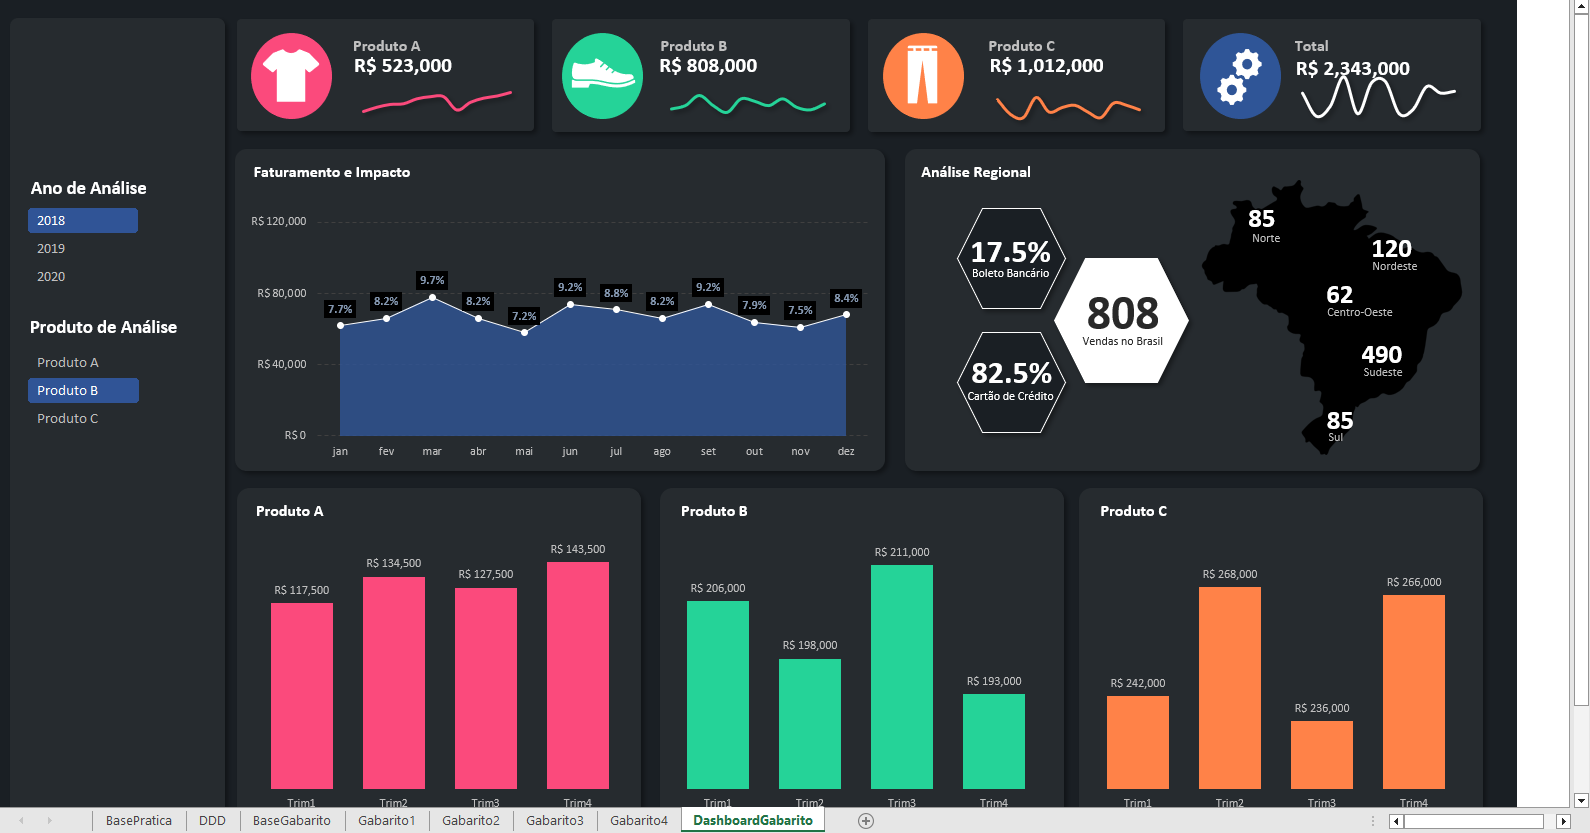 Produto A
R$ 523,000
Produto B
R$ 808,000
Produto C
R$ 1,012,000
Total
R$ 2,343,000
Ano de Análise
2018
2019
2020
Produto de Análise
Produto A
Produto B
Produto C
Faturamento e Impacto
R$ 120,000
R$ 80,000
R$ 40,000
R$ 0
7.7%
8.2%
9.7%
8.2%
7.2%
9.2%
8.8%
8.2%
9.2%
7.9%
7.5%
8.4%
jan fev mar abr mai jun jul ago set out nov dez
Análise Regional
17.5%
Boleto Bancário
82.5%
Cartão de Crédito
808
Vendas no Brasil
85
Norte
120
Nordeste
62
Centro-Oeste
490
Sudeste
85
Sul
Produto A
R$ 117,500
R$ 134,500
R$ 127,500
R$ 143,500
Trim1 Trim2 Trim3 Trim4
Produto B
R$ 206,000
R$ 198,000
R$ 211,000
R$ 193,000
Trim1 Trim2 Trim3 Trim4
Produto C
R$ 242,000
R$ 268,000
R$ 236,000
R$ 266,000
Trim1 Trim2 Trim3 Trim4
BasePratica DDD BaseGabarito Gabarito1 Gabarito2 Gabarito3 Gabarito4 DashboardGabarito